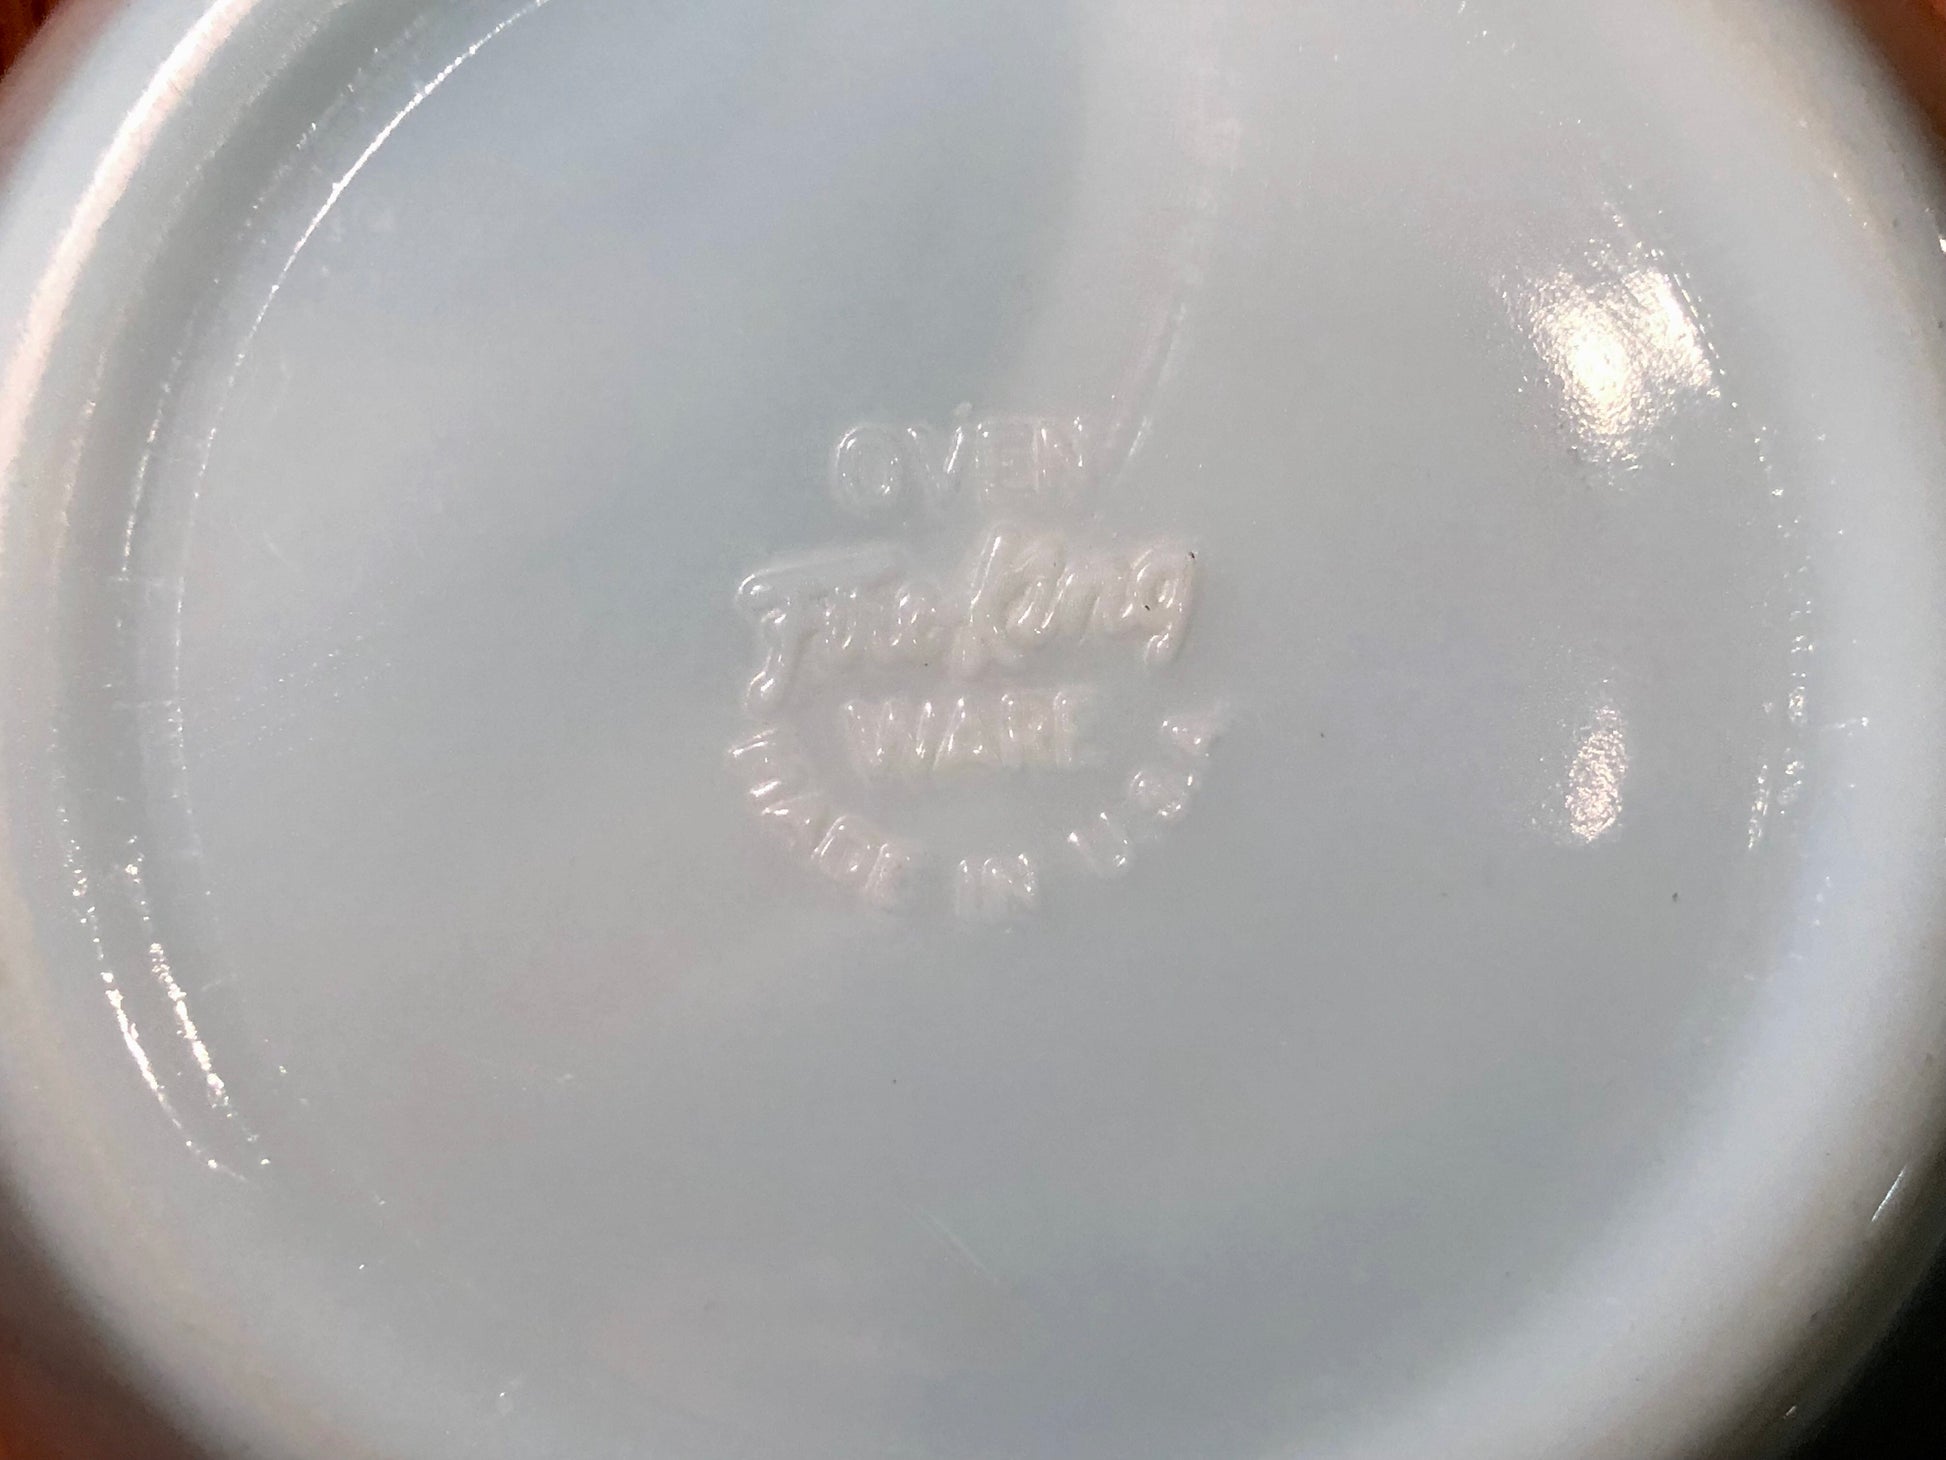 OVEN
Fire-King
WARE
MADE IN U.S.A.